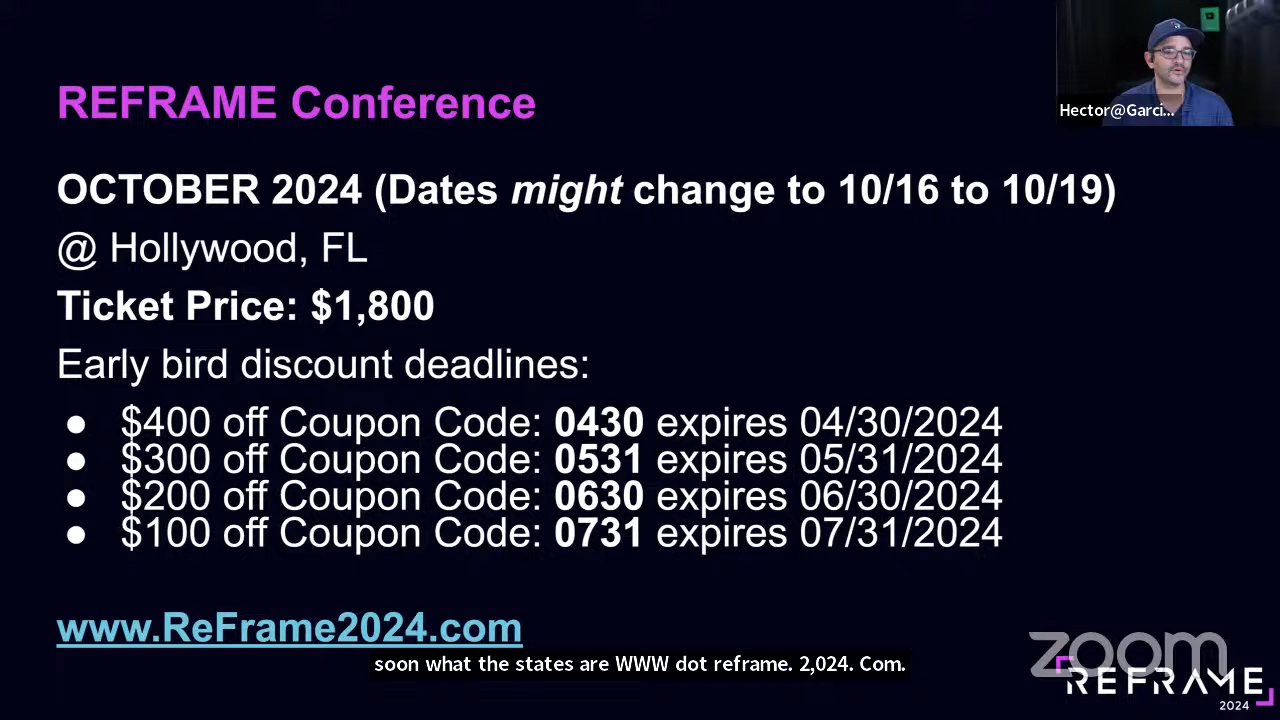 REFRAME Conference
Hector@Garci...
OCTOBER 2024 (Dates might change to 10/16 to 10/19)
@ Hollywood, FL
Ticket Price: $1,800
Early bird discount deadlines:
● $400 off Coupon Code: 0430 expires 04/30/2024
● $300 off Coupon Code: 0531 expires 05/31/2024
● $200 off Coupon Code: 0630 expires 06/30/2024
● $100 off Coupon Code: 0731 expires 07/31/2024
www.ReFrame2024.com
soon what the states are WWW dot reframe. 2,024. Com.
zoom
REFRAME
2024